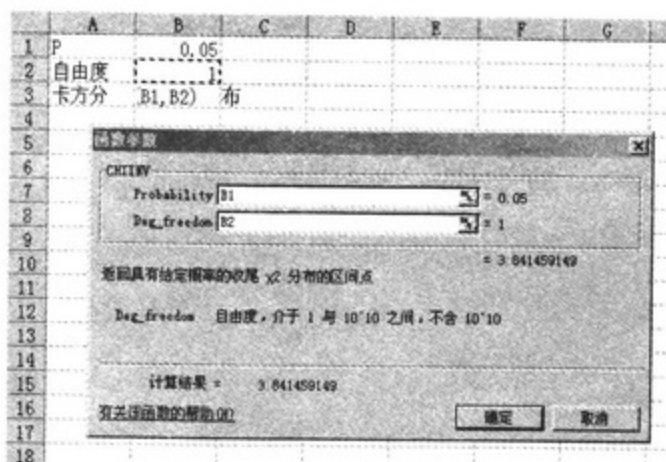 A B C D E F G
1 P 0.05
2 自由度 1
3 卡方分 B1,B2) 布
4
5 函数参数
6 CHIINV
7 Probability B1 = 0.05
8 Deg_freedom B2 = 1
9
10 = 3.841459149
返回具有给定概率的收尾 χ2 分布的区间点
11
12 Deg_freedom 自由度，介于 1 与 10^10 之间，不含 10^10
13
14
15 计算结果 = 3.841459149
16 有关该函数的帮助(H) 确定 取消
17
18